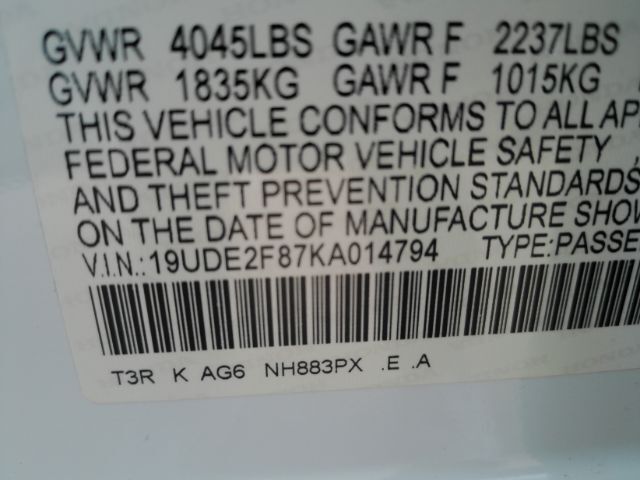 GVWR 4045LBS GAWR F 2237LBS
GVWR 1835KG GAWR F 1015KG
THIS VEHICLE CONFORMS TO ALL AP
FEDERAL MOTOR VEHICLE SAFETY
AND THEFT PREVENTION STANDARDS
ON THE DATE OF MANUFACTURE SHOW
V.I.N.:19UDE2F87KA014794 TYPE:PASSE
T3R K AG6 NH883PX .E .A